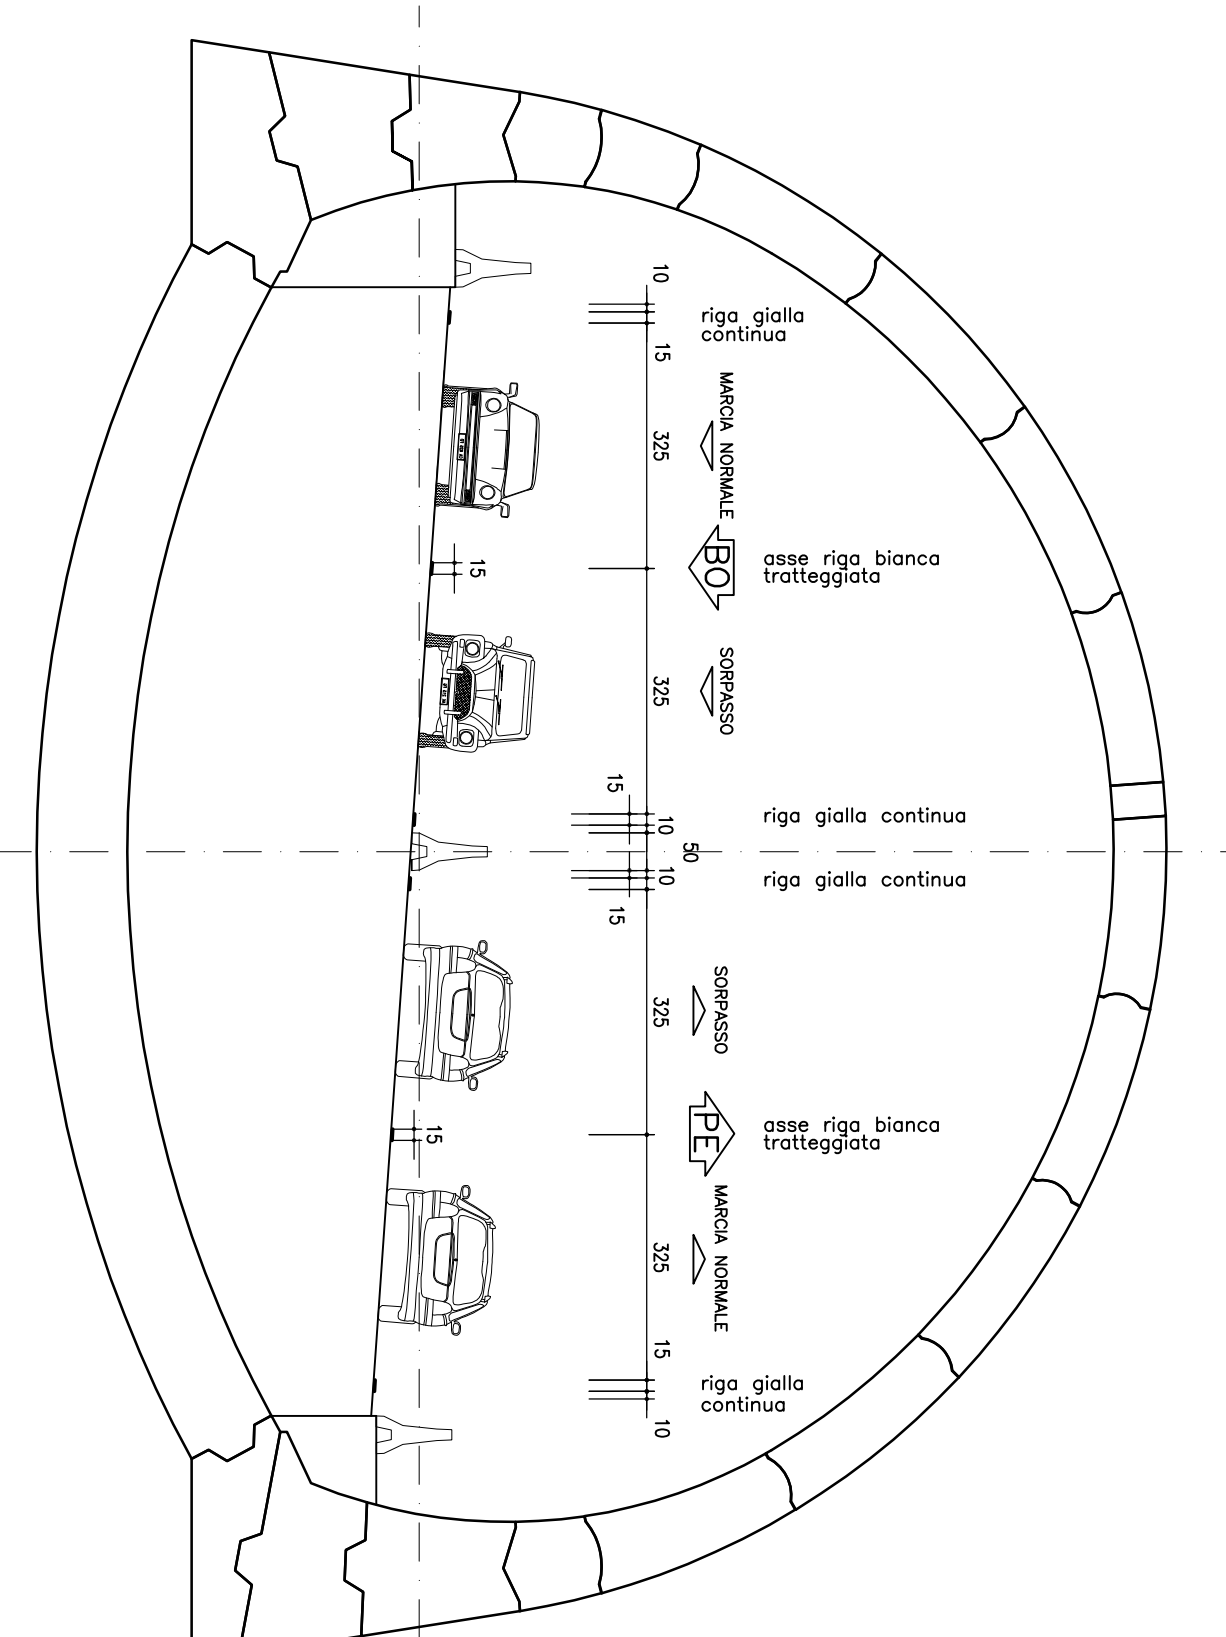 10
riga gialla
continua
15
MARCIA NORMALE
325
BO
asse riga bianca
tratteggiata
15
SORPASSO
325
15
10
riga gialla continua
50
10
riga gialla continua
15
SORPASSO
325
PE
asse riga bianca
tratteggiata
15
MARCIA NORMALE
325
15
riga gialla
continua
10